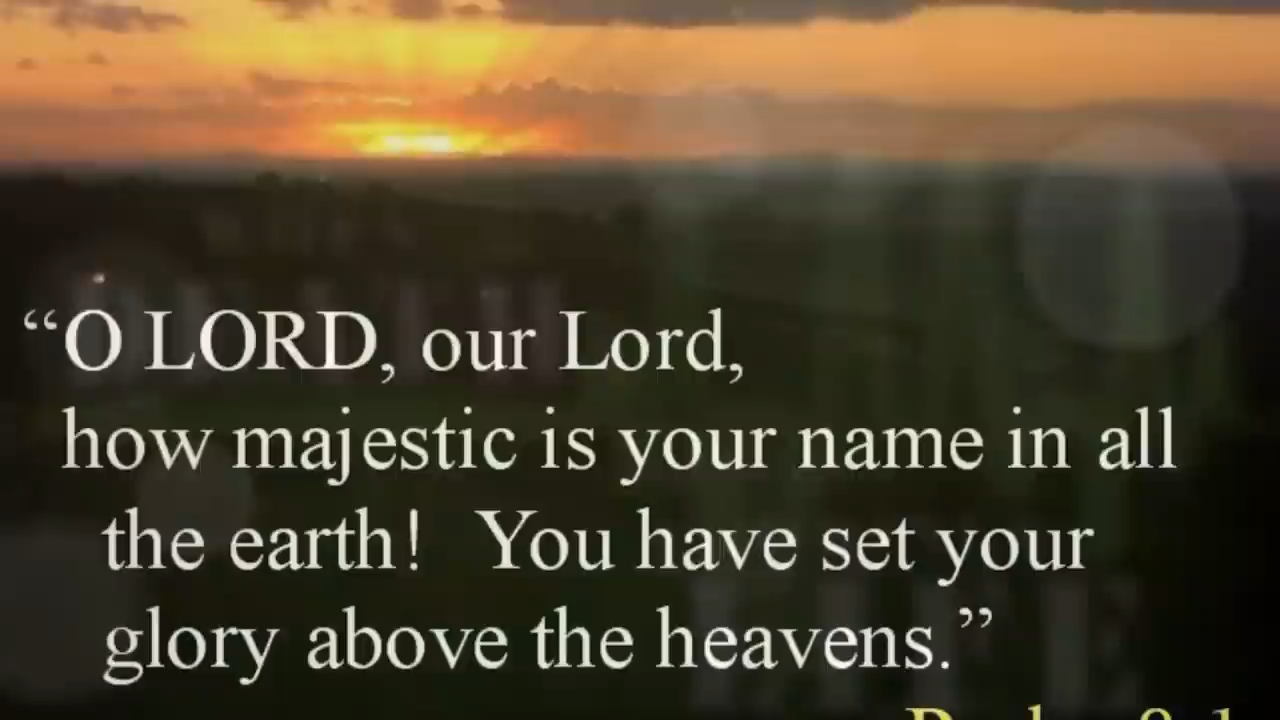 “O LORD, our Lord,
how majestic is your name in all
the earth! You have set your
glory above the heavens.”